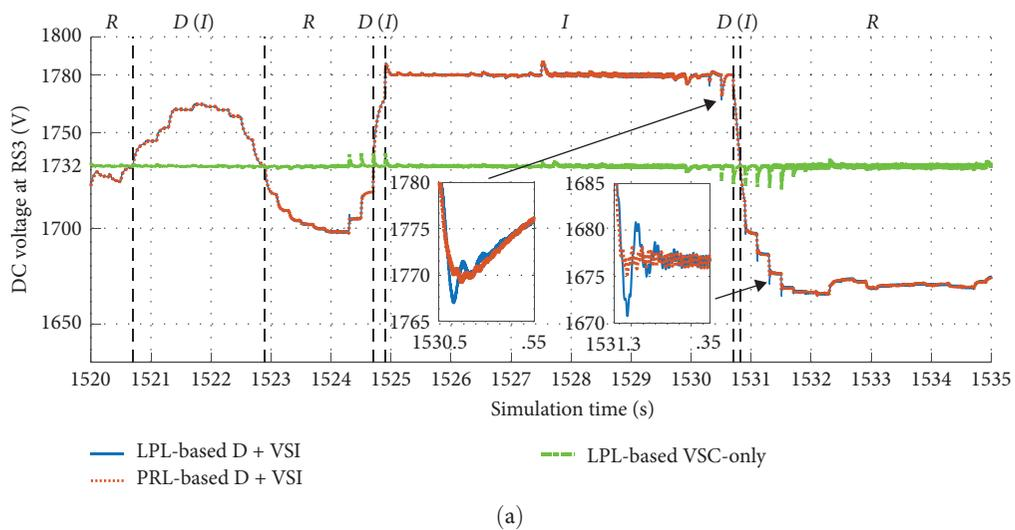 R D (I) R D (I) I D (I) R
1800
1780
1750
1732
1700
1650
DC voltage at RS3 (V)
1780
1775
1770
1765
1530.5 .55
1685
1680
1675
1670
1531.3 .35
1520 1521 1522 1523 1524 1525 1526 1527 1528 1529 1530 1531 1532 1533 1534 1535
Simulation time (s)
LPL-based D + VSI
PRL-based D + VSI
LPL-based VSC-only
(a)